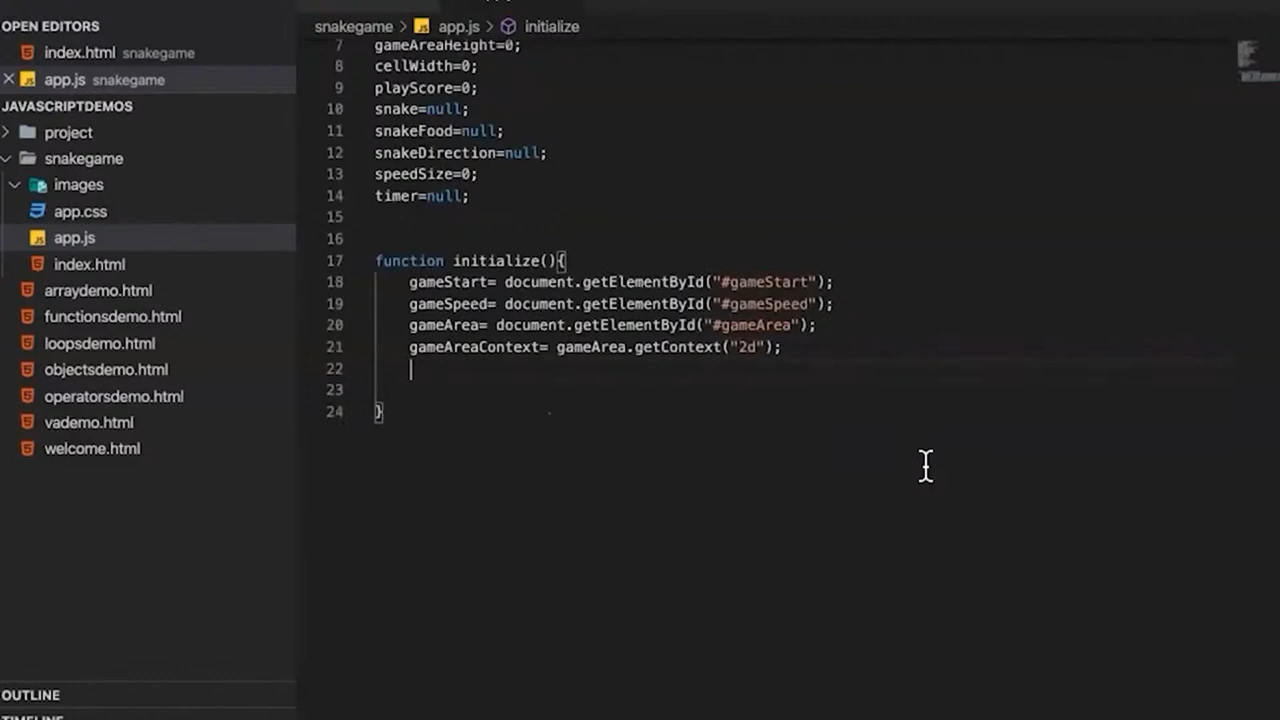 OPEN EDITORS
index.html snakegame
app.js snakegame
JAVASCRIPTDEMOS
project
snakegame
images
app.css
app.js
index.html
arraydemo.html
functionsdemo.html
loopsdemo.html
objectsdemo.html
operatorsdemo.html
vademo.html
welcome.html
OUTLINE
TIMELINE
snakegame > app.js > initialize
7 gameAreaHeight=0;
8 cellWidth=0;
9 playScore=0;
10 snake=null;
11 snakeFood=null;
12 snakeDirection=null;
13 speedSize=0;
14 timer=null;
15
16
17 function initialize(){
18 gameStart= document.getElementById("#gameStart");
19 gameSpeed= document.getElementById("#gameSpeed");
20 gameArea= document.getElementById("#gameArea");
21 gameAreaContext= gameArea.getContext("2d");
22
23
24 }